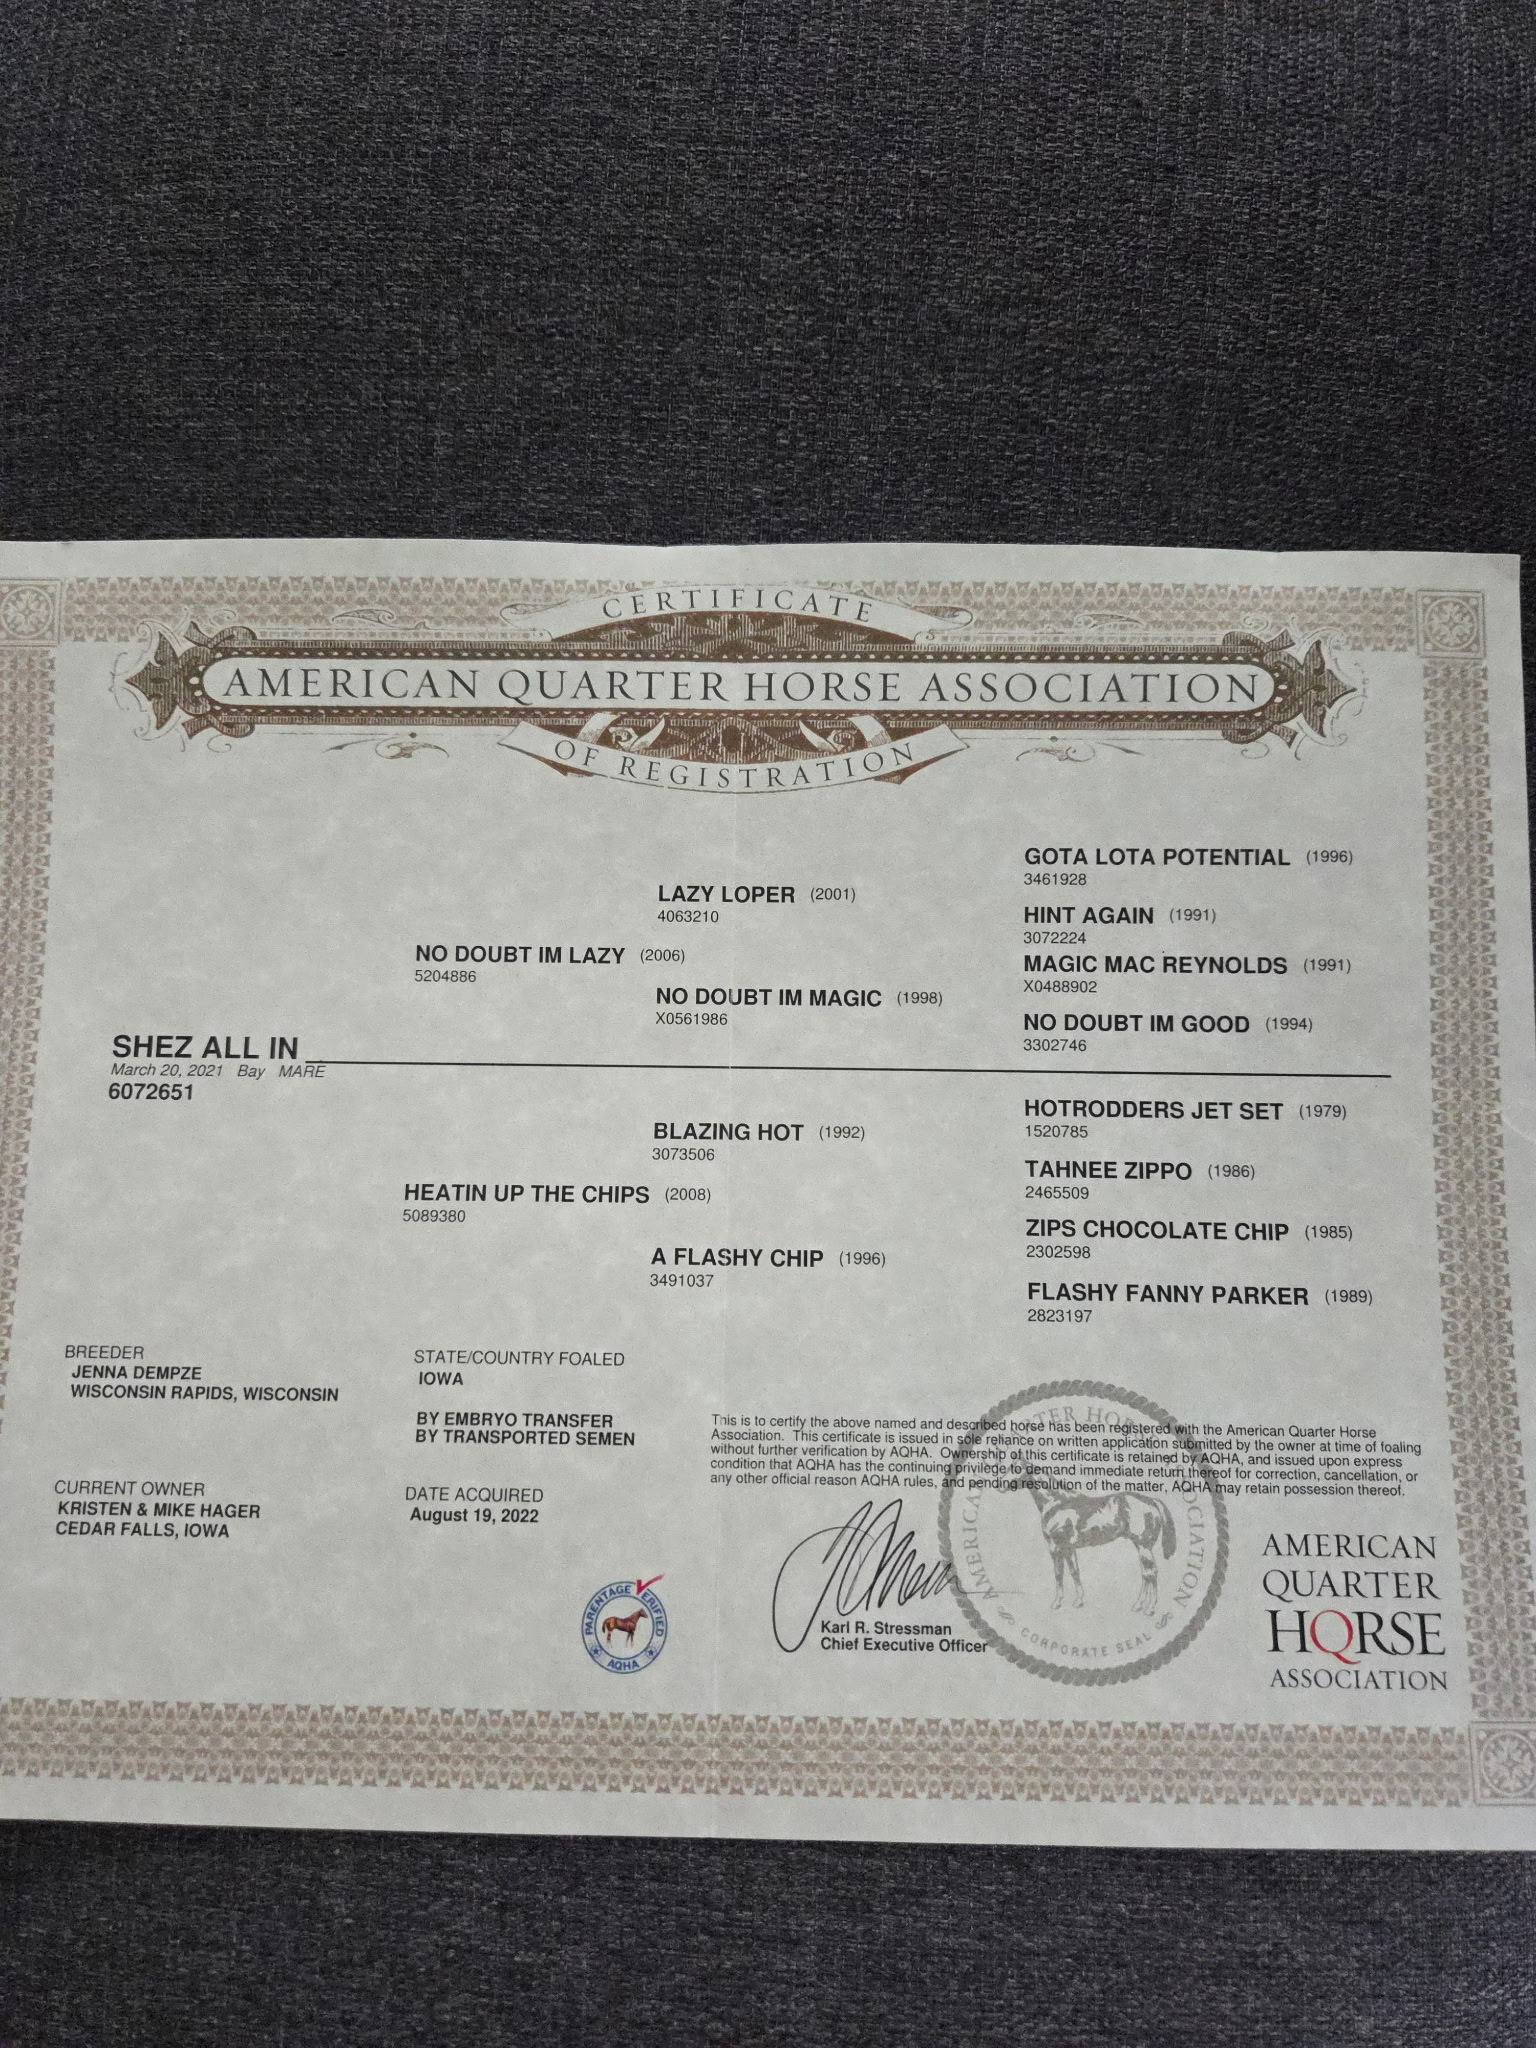 CERTIFICATE
AMERICAN QUARTER HORSE ASSOCIATION
OF REGISTRATION
GOTA LOTA POTENTIAL (1996)
3461928
LAZY LOPER (2001)
4063210
HINT AGAIN (1991)
3072224
NO DOUBT IM LAZY (2006)
5204886
MAGIC MAC REYNOLDS (1991)
X0488902
NO DOUBT IM MAGIC (1998)
X0561986
NO DOUBT IM GOOD (1994)
3302746
SHEZ ALL IN
March 20, 2021 Bay MARE
6072651
HOTRODDERS JET SET (1979)
1520785
BLAZING HOT (1992)
3073506
TAHNEE ZIPPO (1986)
2465509
HEATIN UP THE CHIPS (2008)
5089380
ZIPS CHOCOLATE CHIP (1985)
2302598
A FLASHY CHIP (1996)
3491037
FLASHY FANNY PARKER (1989)
2823197
BREEDER
JENNA DEMPZE
WISCONSIN RAPIDS, WISCONSIN
STATE/COUNTRY FOALED
IOWA
BY EMBRYO TRANSFER
BY TRANSPORTED SEMEN
CURRENT OWNER
KRISTEN & MIKE HAGER
CEDAR FALLS, IOWA
DATE ACQUIRED
August 19, 2022
This is to certify the above named and described horse has been registered with the American Quarter Horse
Association. This certificate is issued in sole reliance on written application submitted by the owner at time of foaling
without further verification by AQHA. Ownership of this certificate is retained by AQHA, and issued upon express
condition that AQHA has the continuing privilege to demand immediate return thereof for correction, cancellation, or
any other official reason AQHA rules, and pending resolution of the matter, AQHA may retain possession thereof.
PARENTAGE VERIFIED
AQHA
Karl R. Stressman
Chief Executive Officer
AMERICAN QUARTER HORSE ASSOCIATION
CORPORATE SEAL
AMERICAN
QUARTER
HORSE
ASSOCIATION